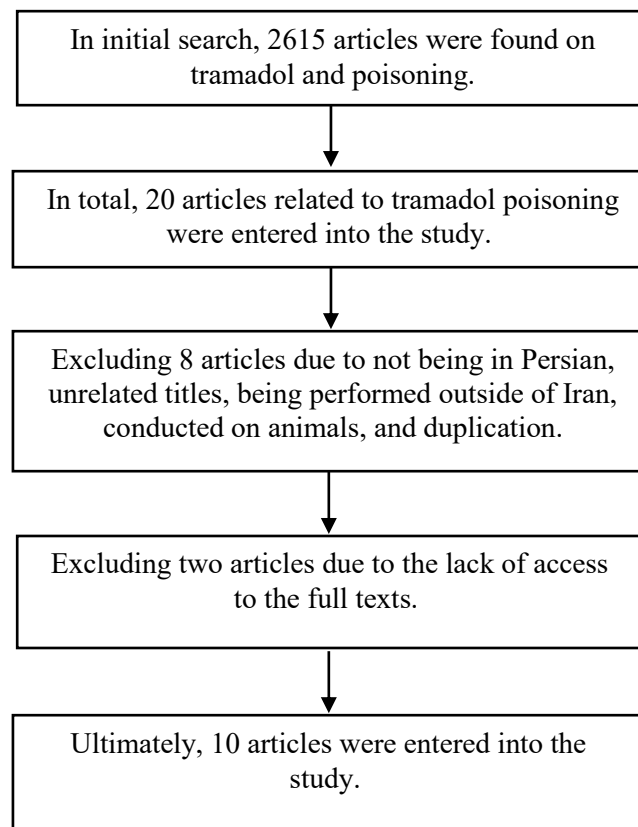 In initial search, 2615 articles were found on
tramadol and poisoning.
In total, 20 articles related to tramadol poisoning
were entered into the study.
Excluding 8 articles due to not being in Persian,
unrelated titles, being performed outside of Iran,
conducted on animals, and duplication.
Excluding two articles due to the lack of access
to the full texts.
Ultimately, 10 articles were entered into the
study.